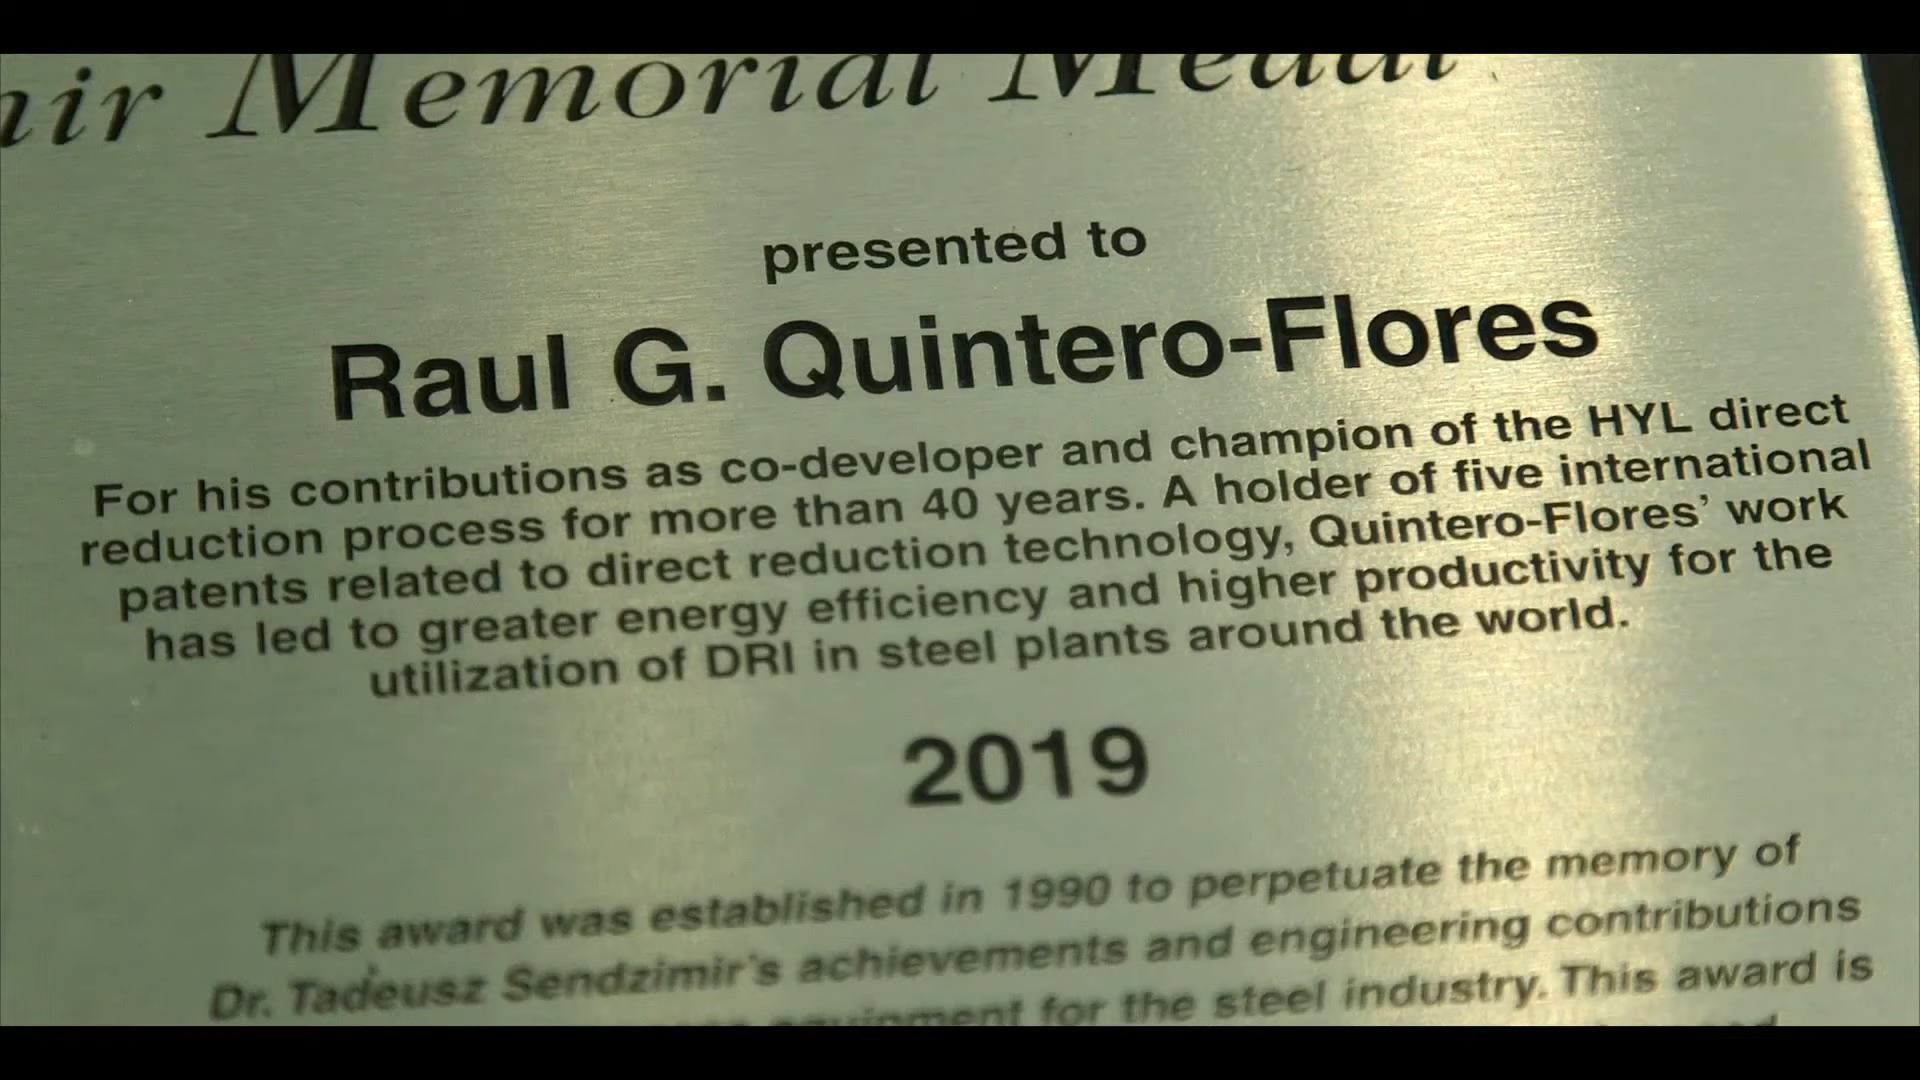 Memorial Medal
presented to
Raul G. Quintero-Flores
For his contributions as co-developer and champion of the HYL direct
reduction process for more than 40 years. A holder of five international
patents related to direct reduction technology, Quintero-Flores' work
has led to greater energy efficiency and higher productivity for the
utilization of DRI in steel plants around the world.
2019
This award was established in 1990 to perpetuate the memory of
Dr. Tadeusz Sendzimir's achievements and engineering contributions
equipment for the steel industry. This award is